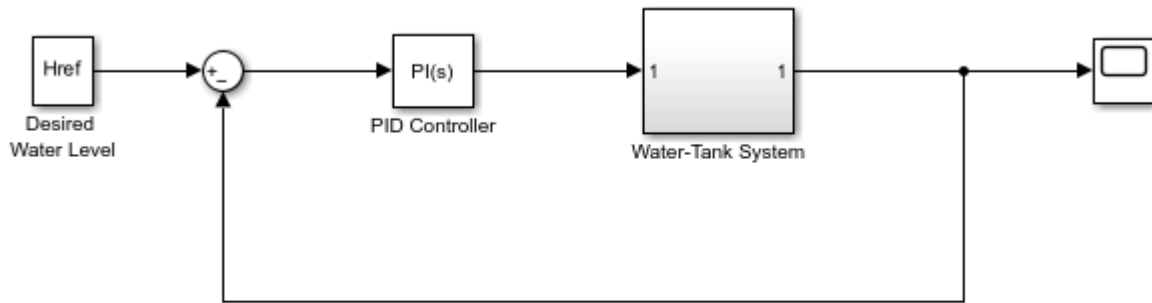 Href
Desired
Water Level
+
−
PI(s)
PID Controller
1
1
Water-Tank System